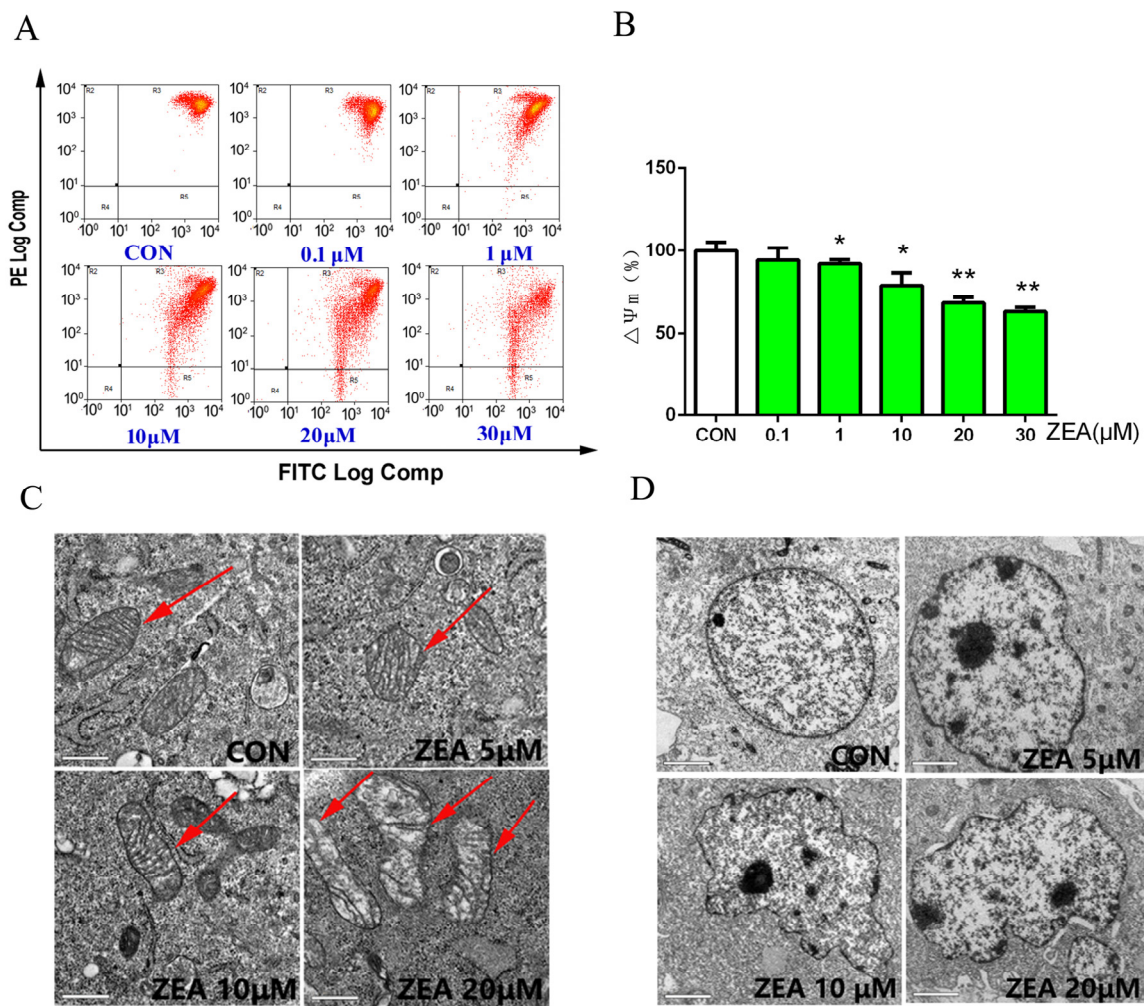 A
B
10⁴
10³
10²
10¹
10⁰
R2
R3
R4
R5
10⁰ 10¹ 10² 10³ 10⁴
CON
R2
R3
R4
R5
10⁴
10³
10²
10¹
10⁰
10⁰ 10¹ 10² 10³ 10⁴
0.1 μM
R2
R3
R4
R5
10⁴
10³
10²
10¹
10⁰
10⁰ 10¹ 10² 10³ 10⁴
1 μM
R2
R3
R4
R5
10⁴
10³
10²
10¹
10⁰
10⁰ 10¹ 10² 10³ 10⁴
10μM
R2
R3
R4
R5
10⁴
10³
10²
10¹
10⁰
10⁰ 10¹ 10² 10³ 10⁴
20μM
R2
R3
R4
R5
10⁴
10³
10²
10¹
10⁰
10⁰ 10¹ 10² 10³ 10⁴
30μM
PE Log Comp
FITC Log Comp
△Ψm (%)
150
100
50
0
* * ** **
CON 0.1 1 10 20 30 ZEA(μM)
C
CON
ZEA 5μM
ZEA 10μM
ZEA 20μM
D
CON
ZEA 5μM
ZEA 10 μM
ZEA 20μM